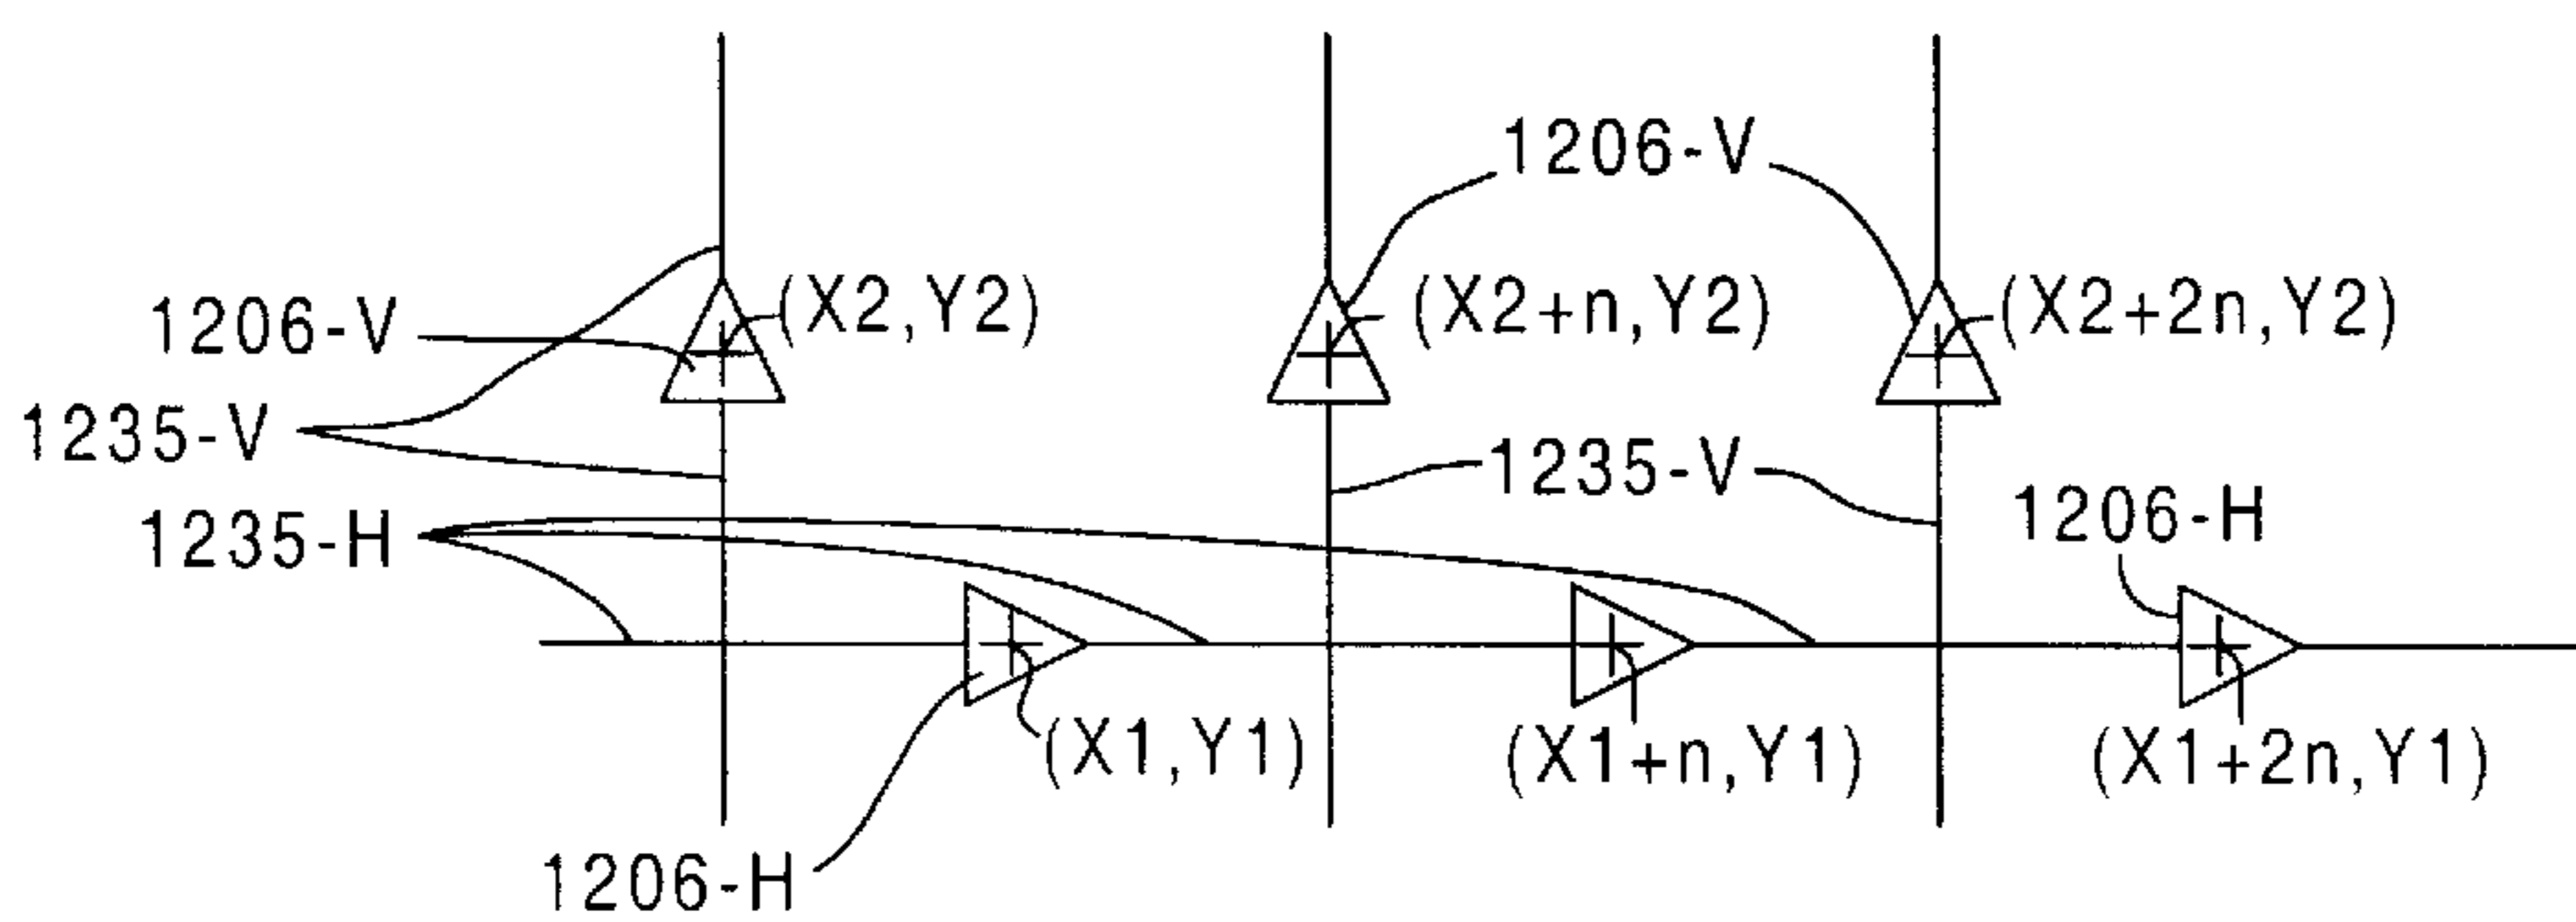 1206-V
(X2,Y2)
(X2+n,Y2)
(X2+2n,Y2)
1206-V
1235-V
1235-V
1206-H
1235-H
(X1,Y1)
(X1+n,Y1)
(X1+2n,Y1)
1206-H